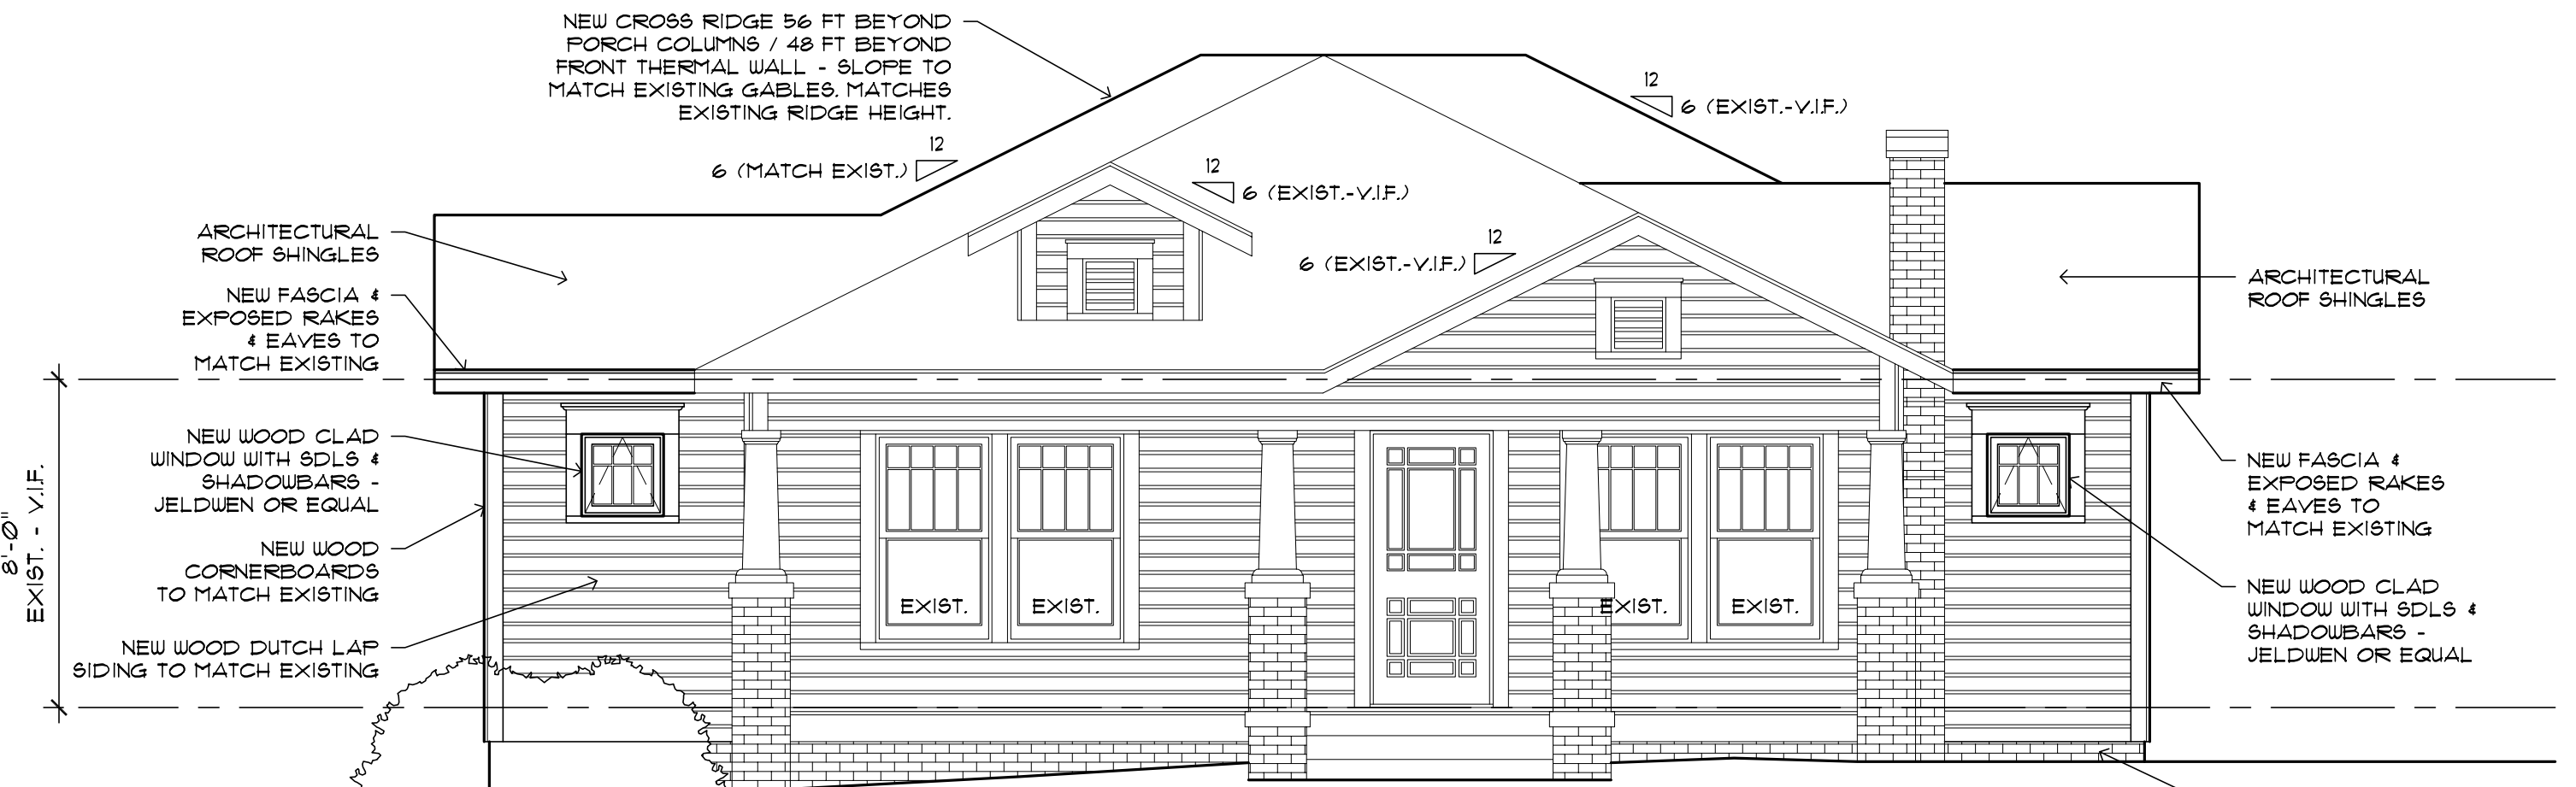 NEW CROSS RIDGE 56 FT BEYOND
PORCH COLUMNS / 48 FT BEYOND
FRONT THERMAL WALL - SLOPE TO
MATCH EXISTING GABLES. MATCHES
EXISTING RIDGE HEIGHT.
12
6 (EXIST.-V.I.F.)
12
6 (MATCH EXIST.)
12
6 (EXIST.-V.I.F.)
12
6 (EXIST.-V.I.F.)
ARCHITECTURAL
ROOF SHINGLES
NEW FASCIA &
EXPOSED RAKES
& EAVES TO
MATCH EXISTING
NEW WOOD CLAD
WINDOW WITH SDLS &
SHADOWBARS -
JELDWEN OR EQUAL
NEW WOOD
CORNERBOARDS
TO MATCH EXISTING
NEW WOOD DUTCH LAP
SIDING TO MATCH EXISTING
8'-0"
EXIST. - V.I.F.
EXIST.
EXIST.
EXIST.
EXIST.
ARCHITECTURAL
ROOF SHINGLES
NEW FASCIA &
EXPOSED RAKES
& EAVES TO
MATCH EXISTING
NEW WOOD CLAD
WINDOW WITH SDLS &
SHADOWBARS -
JELDWEN OR EQUAL